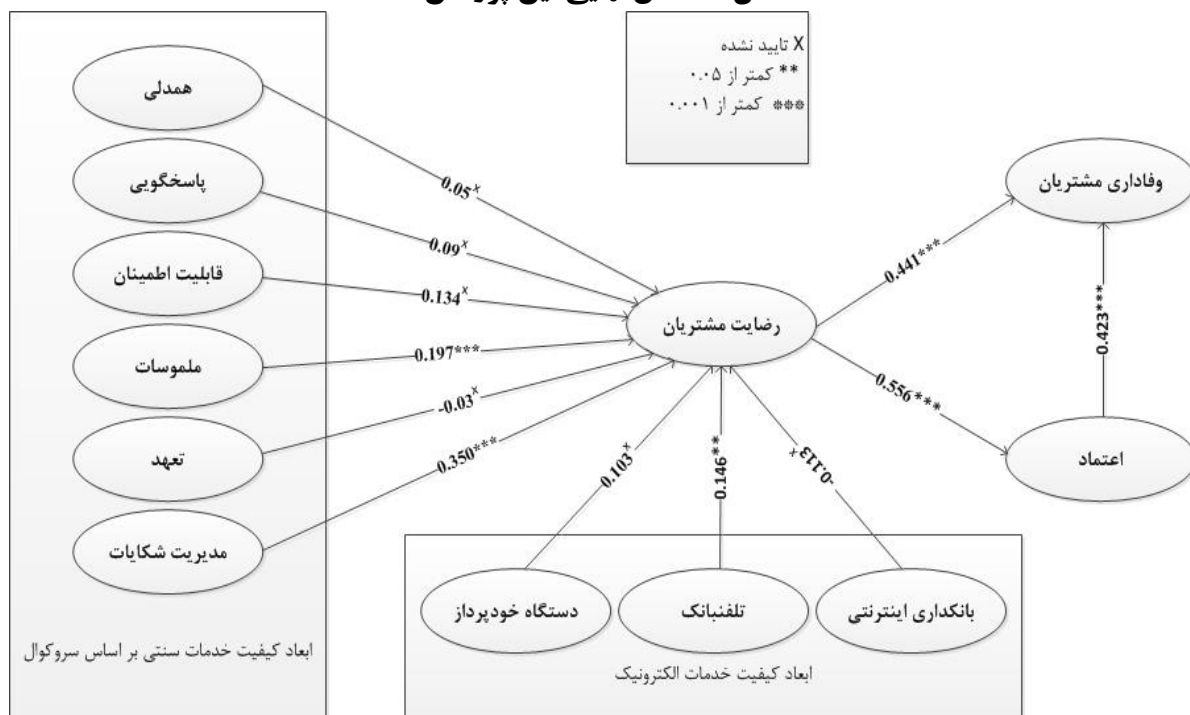 X تایید نشده
** کمتر از ۰.۰۵
*** کمتر از ۰.۰۰۱
همدلی
پاسخگویی
قابلیت اطمینان
ملموسات
تعهد
مدیریت شکایات
ابعاد کیفیت خدمات سنتی بر اساس سروکوال
0.05x
0.09x
0.134x
0.197***
-0.03x
0.350***
رضایت مشتریان
0.441***
0.556***
وفاداری مشتریان
0.423***
اعتماد
0.103x
0.146**
-0.113x
دستگاه خودپرداز
تلفنبانک
بانکداری اینترنتی
ابعاد کیفیت خدمات الکترونیک